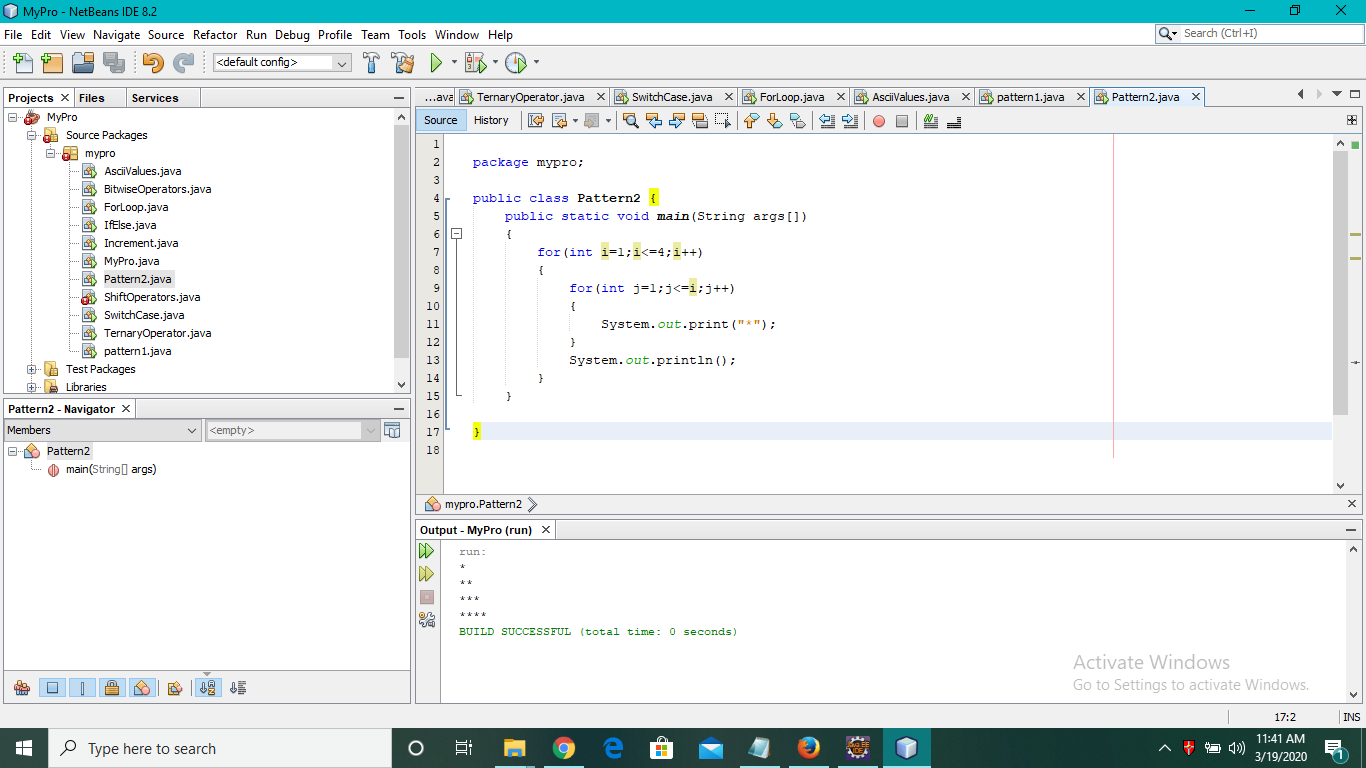 MyPro - NetBeans IDE 8.2
File Edit View Navigate Source Refactor Run Debug Profile Team Tools Window Help
Search (Ctrl+I)
<default config>
Projects Files Services
MyPro
Source Packages
mypro
AsciiValues.java
BitwiseOperators.java
ForLoop.java
IfElse.java
Increment.java
MyPro.java
Pattern2.java
ShiftOperators.java
SwitchCase.java
TernaryOperator.java
pattern1.java
Test Packages
Libraries
Pattern2 - Navigator
Members <empty>
Pattern2
main(String[] args)
...ava TernaryOperator.java SwitchCase.java ForLoop.java AsciiValues.java pattern1.java Pattern2.java
Source History
1
2 package mypro;
3
4 public class Pattern2 {
5 public static void main(String args[])
6 {
7 for(int i=1;i<=4;i++)
8 {
9 for(int j=1;j<=i;j++)
10 {
11 System.out.print("*");
12 }
13 System.out.println();
14 }
15 }
16
17 }
18
mypro.Pattern2
Output - MyPro (run)
run:
*
**
***
****
BUILD SUCCESSFUL (total time: 0 seconds)
Activate Windows
Go to Settings to activate Windows.
17:2 INS
Type here to search
11:41 AM
3/19/2020
1